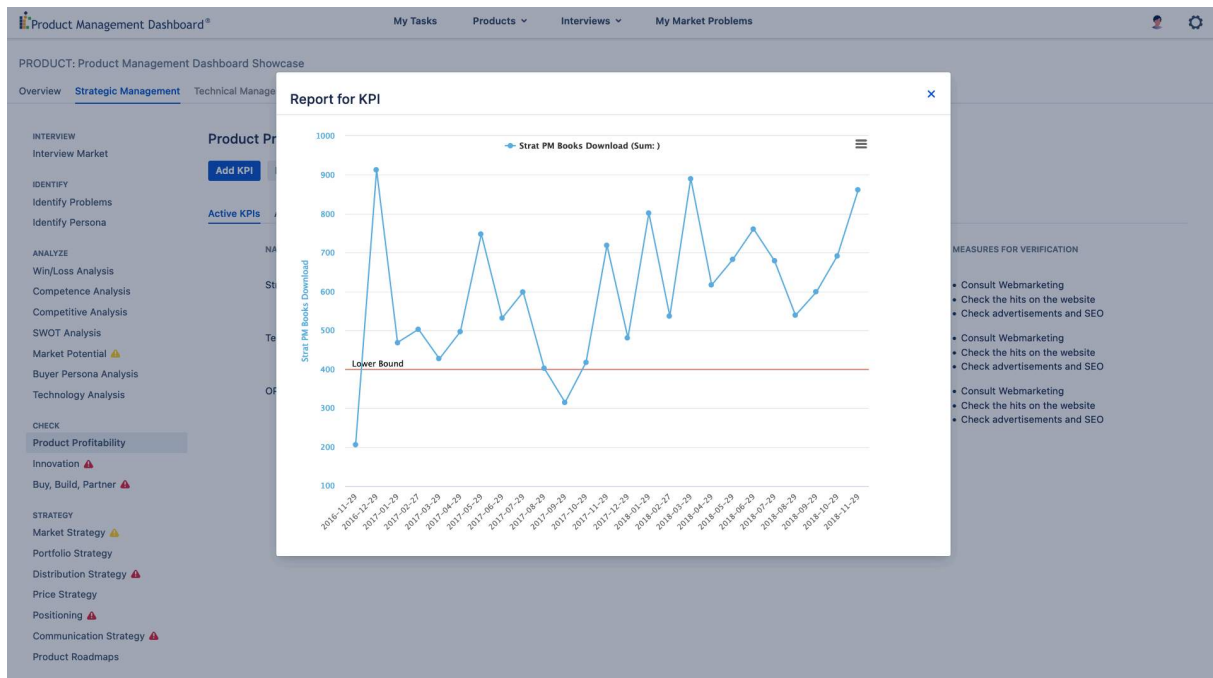 Product Management Dashboard®
My Tasks
Products
Interviews
My Market Problems
PRODUCT: Product Management Dashboard Showcase
Overview
Strategic Management
Technical Manage
INTERVIEW
Interview Market
IDENTIFY
Identify Problems
Identify Persona
ANALYZE
Win/Loss Analysis
Competence Analysis
Competitive Analysis
SWOT Analysis
Market Potential
Buyer Persona Analysis
Technology Analysis
CHECK
Product Profitability
Innovation
Buy, Build, Partner
STRATEGY
Market Strategy
Portfolio Strategy
Distribution Strategy
Price Strategy
Positioning
Communication Strategy
Product Roadmaps
Product Pr
Add KPI
Active KPIs
NA
Str
Te
OP
Report for KPI
×
Strat PM Books Download (Sum: )
1000
900
800
700
600
500
400
300
200
100
Strat PM Books Download
Lower Bound
2016-11-29
2016-12-29
2017-01-29
2017-02-27
2017-03-29
2017-04-29
2017-05-29
2017-06-29
2017-07-29
2017-08-29
2017-09-29
2017-10-29
2017-11-29
2017-12-29
2018-01-29
2018-02-27
2018-03-29
2018-04-29
2018-05-29
2018-06-29
2018-07-29
2018-08-29
2018-09-29
2018-10-29
2018-11-29
MEASURES FOR VERIFICATION
• Consult Webmarketing
• Check the hits on the website
• Check advertisements and SEO
• Consult Webmarketing
• Check the hits on the website
• Check advertisements and SEO
• Consult Webmarketing
• Check the hits on the website
• Check advertisements and SEO